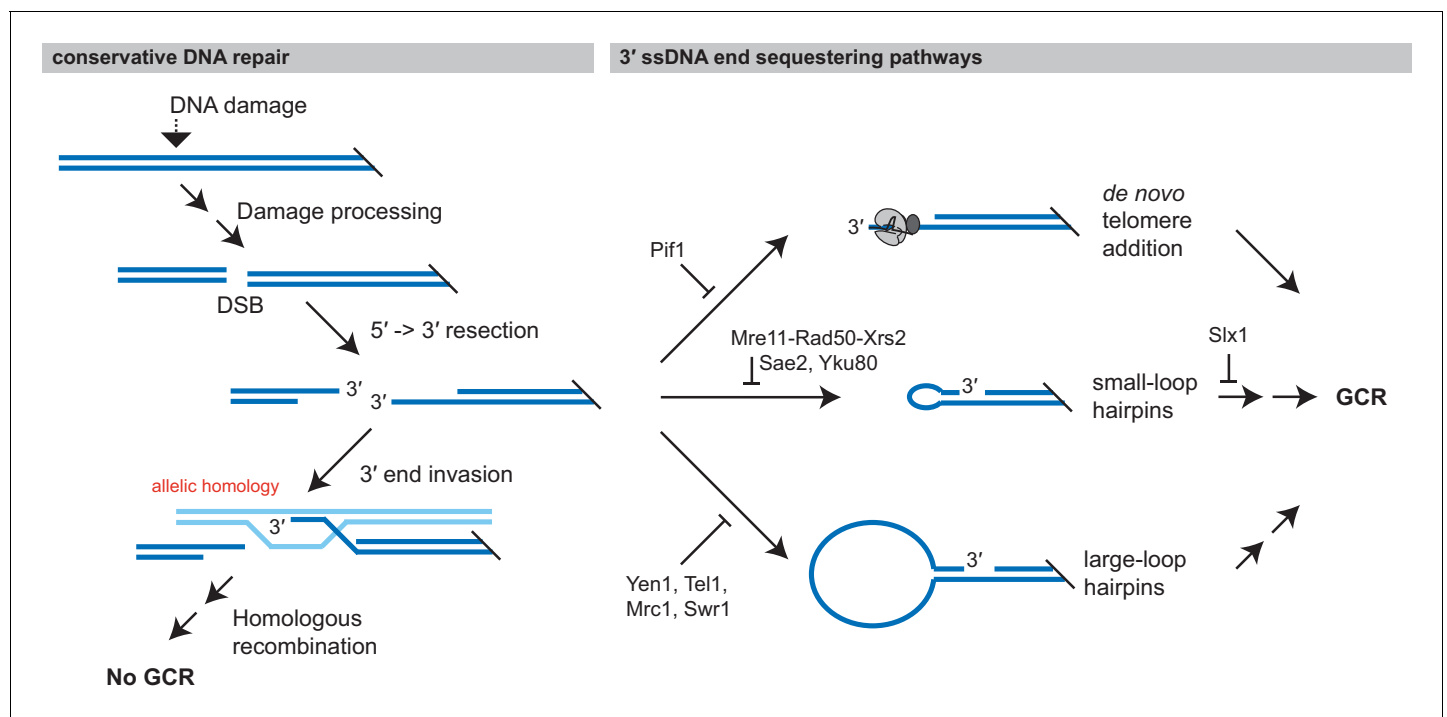 conservative DNA repair
DNA damage
Damage processing
DSB
5′ -> 3′ resection
3′
3′
3′ end invasion
allelic homology
3′
Homologous
recombination
No GCR
3′ ssDNA end sequestering pathways
Pif1
3′
de novo
telomere
addition
Mre11-Rad50-Xrs2
Sae2, Yku80
3′
small-loop
hairpins
Slx1
GCR
Yen1, Tel1,
Mrc1, Swr1
3′
large-loop
hairpins